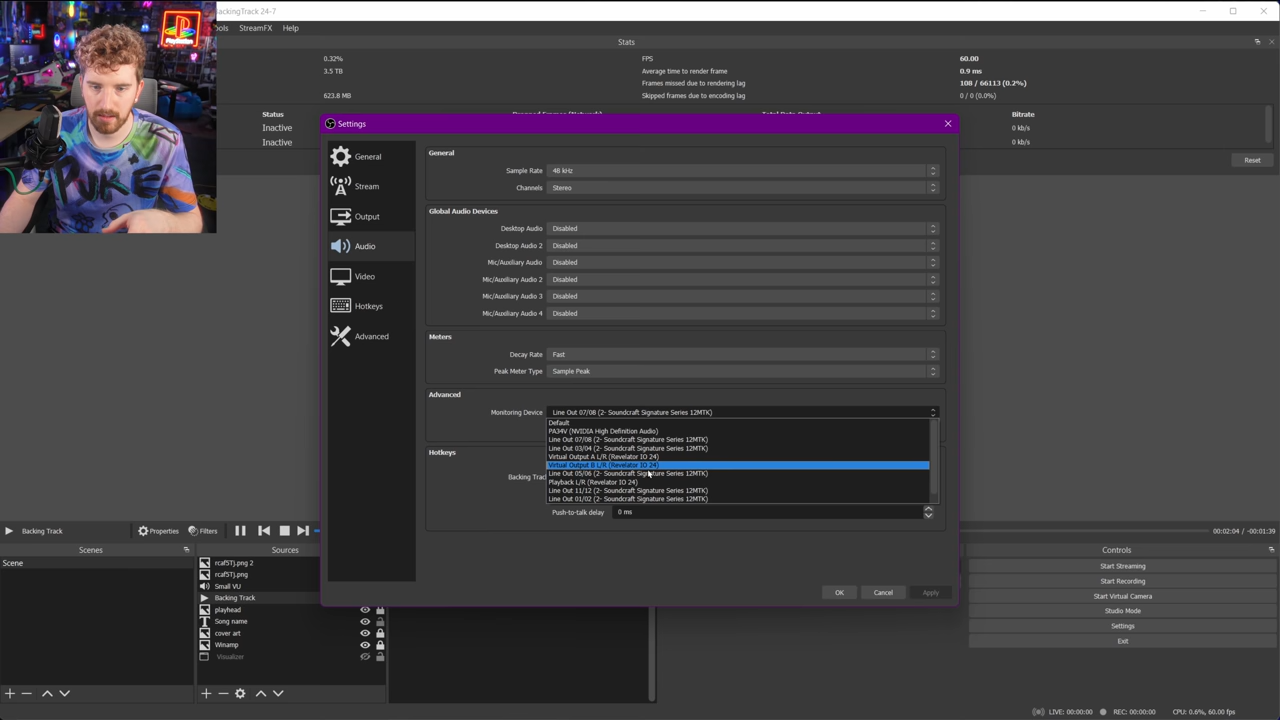 BackingTrack 24-7
Tools StreamFX Help
PlayStation
PUKE
Stats
0.32%
3.5 TB
623.8 MB
FPS 60.00
Average time to render frame 0.9 ms
Frames missed due to rendering lag 108 / 66113 (0.2%)
Skipped frames due to encoding lag 0 / 0 (0.0%)
Status Dropped Frames (Network) Total Data Output Bitrate
Inactive 0 kb/s
Inactive 0 kb/s
Reset
Settings
General
Stream
Output
Audio
Video
Hotkeys
Advanced
General
Sample Rate 48 kHz
Channels Stereo
Global Audio Devices
Desktop Audio Disabled
Desktop Audio 2 Disabled
Mic/Auxiliary Audio Disabled
Mic/Auxiliary Audio 2 Disabled
Mic/Auxiliary Audio 3 Disabled
Mic/Auxiliary Audio 4 Disabled
Meters
Decay Rate Fast
Peak Meter Type Sample Peak
Advanced
Monitoring Device Line Out 07/08 (2- Soundcraft Signature Series 12MTK)
Default
PA34V (NVIDIA High Definition Audio)
Line Out 07/08 (2- Soundcraft Signature Series 12MTK)
Line Out 03/04 (2- Soundcraft Signature Series 12MTK)
Virtual Output A L/R (Revelator IO 24)
Virtual Output B L/R (Revelator IO 24)
Line Out 05/06 (2- Soundcraft Signature Series 12MTK)
Playback L/R (Revelator IO 24)
Line Out 11/12 (2- Soundcraft Signature Series 12MTK)
Line Out 01/02 (2- Soundcraft Signature Series 12MTK)
Hotkeys
Backing Trac
Push-to-talk delay 0 ms
OK Cancel Apply
Backing Track
Properties Filters
00:02:04 -00:01:39
Scenes
Scene
Sources
rcaf5Tj.png 2
rcaf5Tj.png
Small VU
Backing Track
playhead
Song name
cover art
Winamp
Visualizer
Controls
Start Streaming
Start Recording
Start Virtual Camera
Studio Mode
Settings
Exit
LIVE: 00:00:00 REC: 00:00:00 CPU: 0.6%, 60.00 fps